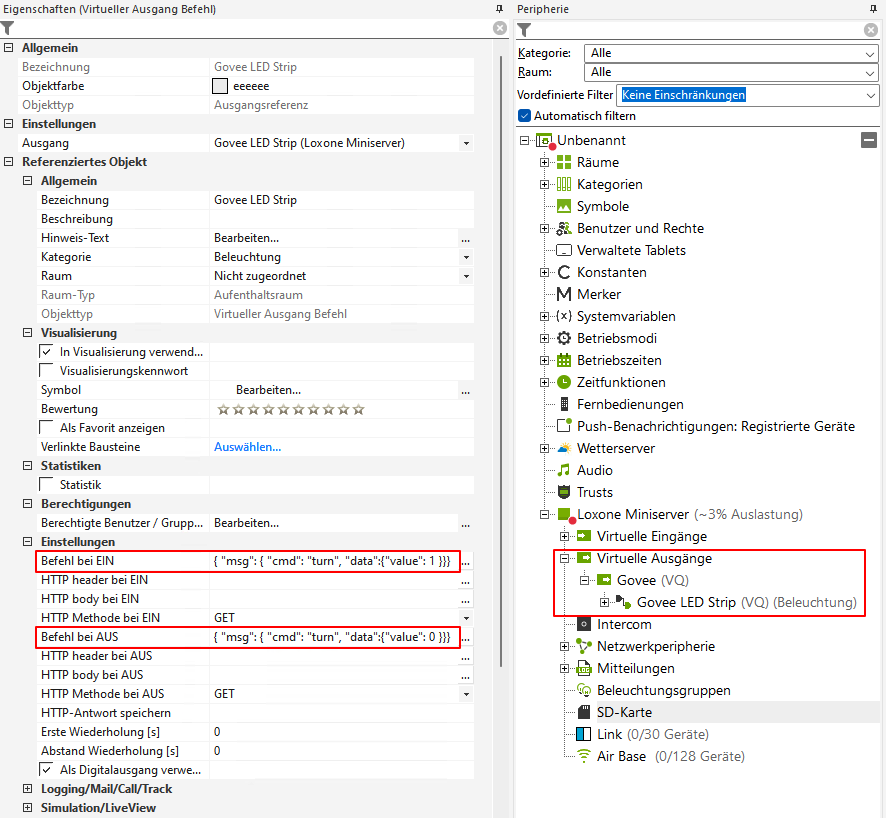 Eigenschaften (Virtueller Ausgang Befehl)
Allgemein
Bezeichnung Govee LED Strip
Objektfarbe eeeeee
Objekttyp Ausgangsreferenz
Einstellungen
Ausgang Govee LED Strip (Loxone Miniserver)
Referenziertes Objekt
Allgemein
Bezeichnung Govee LED Strip
Beschreibung
Hinweis-Text Bearbeiten... ...
Kategorie Beleuchtung
Raum Nicht zugeordnet
Raum-Typ Aufenthaltsraum
Objekttyp Virtueller Ausgang Befehl
Visualisierung
In Visualisierung verwend...
Visualisierungskennwort
Symbol Bearbeiten... ...
Bewertung
Als Favorit anzeigen
Verlinkte Bausteine Auswählen...
Statistiken
Statistik
Berechtigungen
Berechtigte Benutzer / Grupp... Bearbeiten... ...
Einstellungen
Befehl bei EIN { "msg": { "cmd": "turn", "data":{"value": 1 }}} ...
HTTP header bei EIN ...
HTTP body bei EIN ...
HTTP Methode bei EIN GET
Befehl bei AUS { "msg": { "cmd": "turn", "data":{"value": 0 }}} ...
HTTP header bei AUS ...
HTTP body bei AUS ...
HTTP Methode bei AUS GET
HTTP-Antwort speichern
Erste Wiederholung [s] 0
Abstand Wiederholung [s] 0
Als Digitalausgang verwe...
Logging/Mail/Call/Track
Simulation/LiveView
Peripherie
Kategorie: Alle
Raum: Alle
Vordefinierte Filter Keine Einschränkungen
Automatisch filtern
Unbenannt
Räume
Kategorien
Symbole
Benutzer und Rechte
Verwaltete Tablets
Konstanten
Merker
Systemvariablen
Betriebsmodi
Betriebszeiten
Zeitfunktionen
Fernbedienungen
Push-Benachrichtigungen: Registrierte Geräte
Wetterserver
Audio
Trusts
Loxone Miniserver (~3% Auslastung)
Virtuelle Eingänge
Virtuelle Ausgänge
Govee (VQ)
Govee LED Strip (VQ) (Beleuchtung)
Intercom
Netzwerkperipherie
Mitteilungen
Beleuchtungsgruppen
SD-Karte
Link (0/30 Geräte)
Air Base (0/128 Geräte)